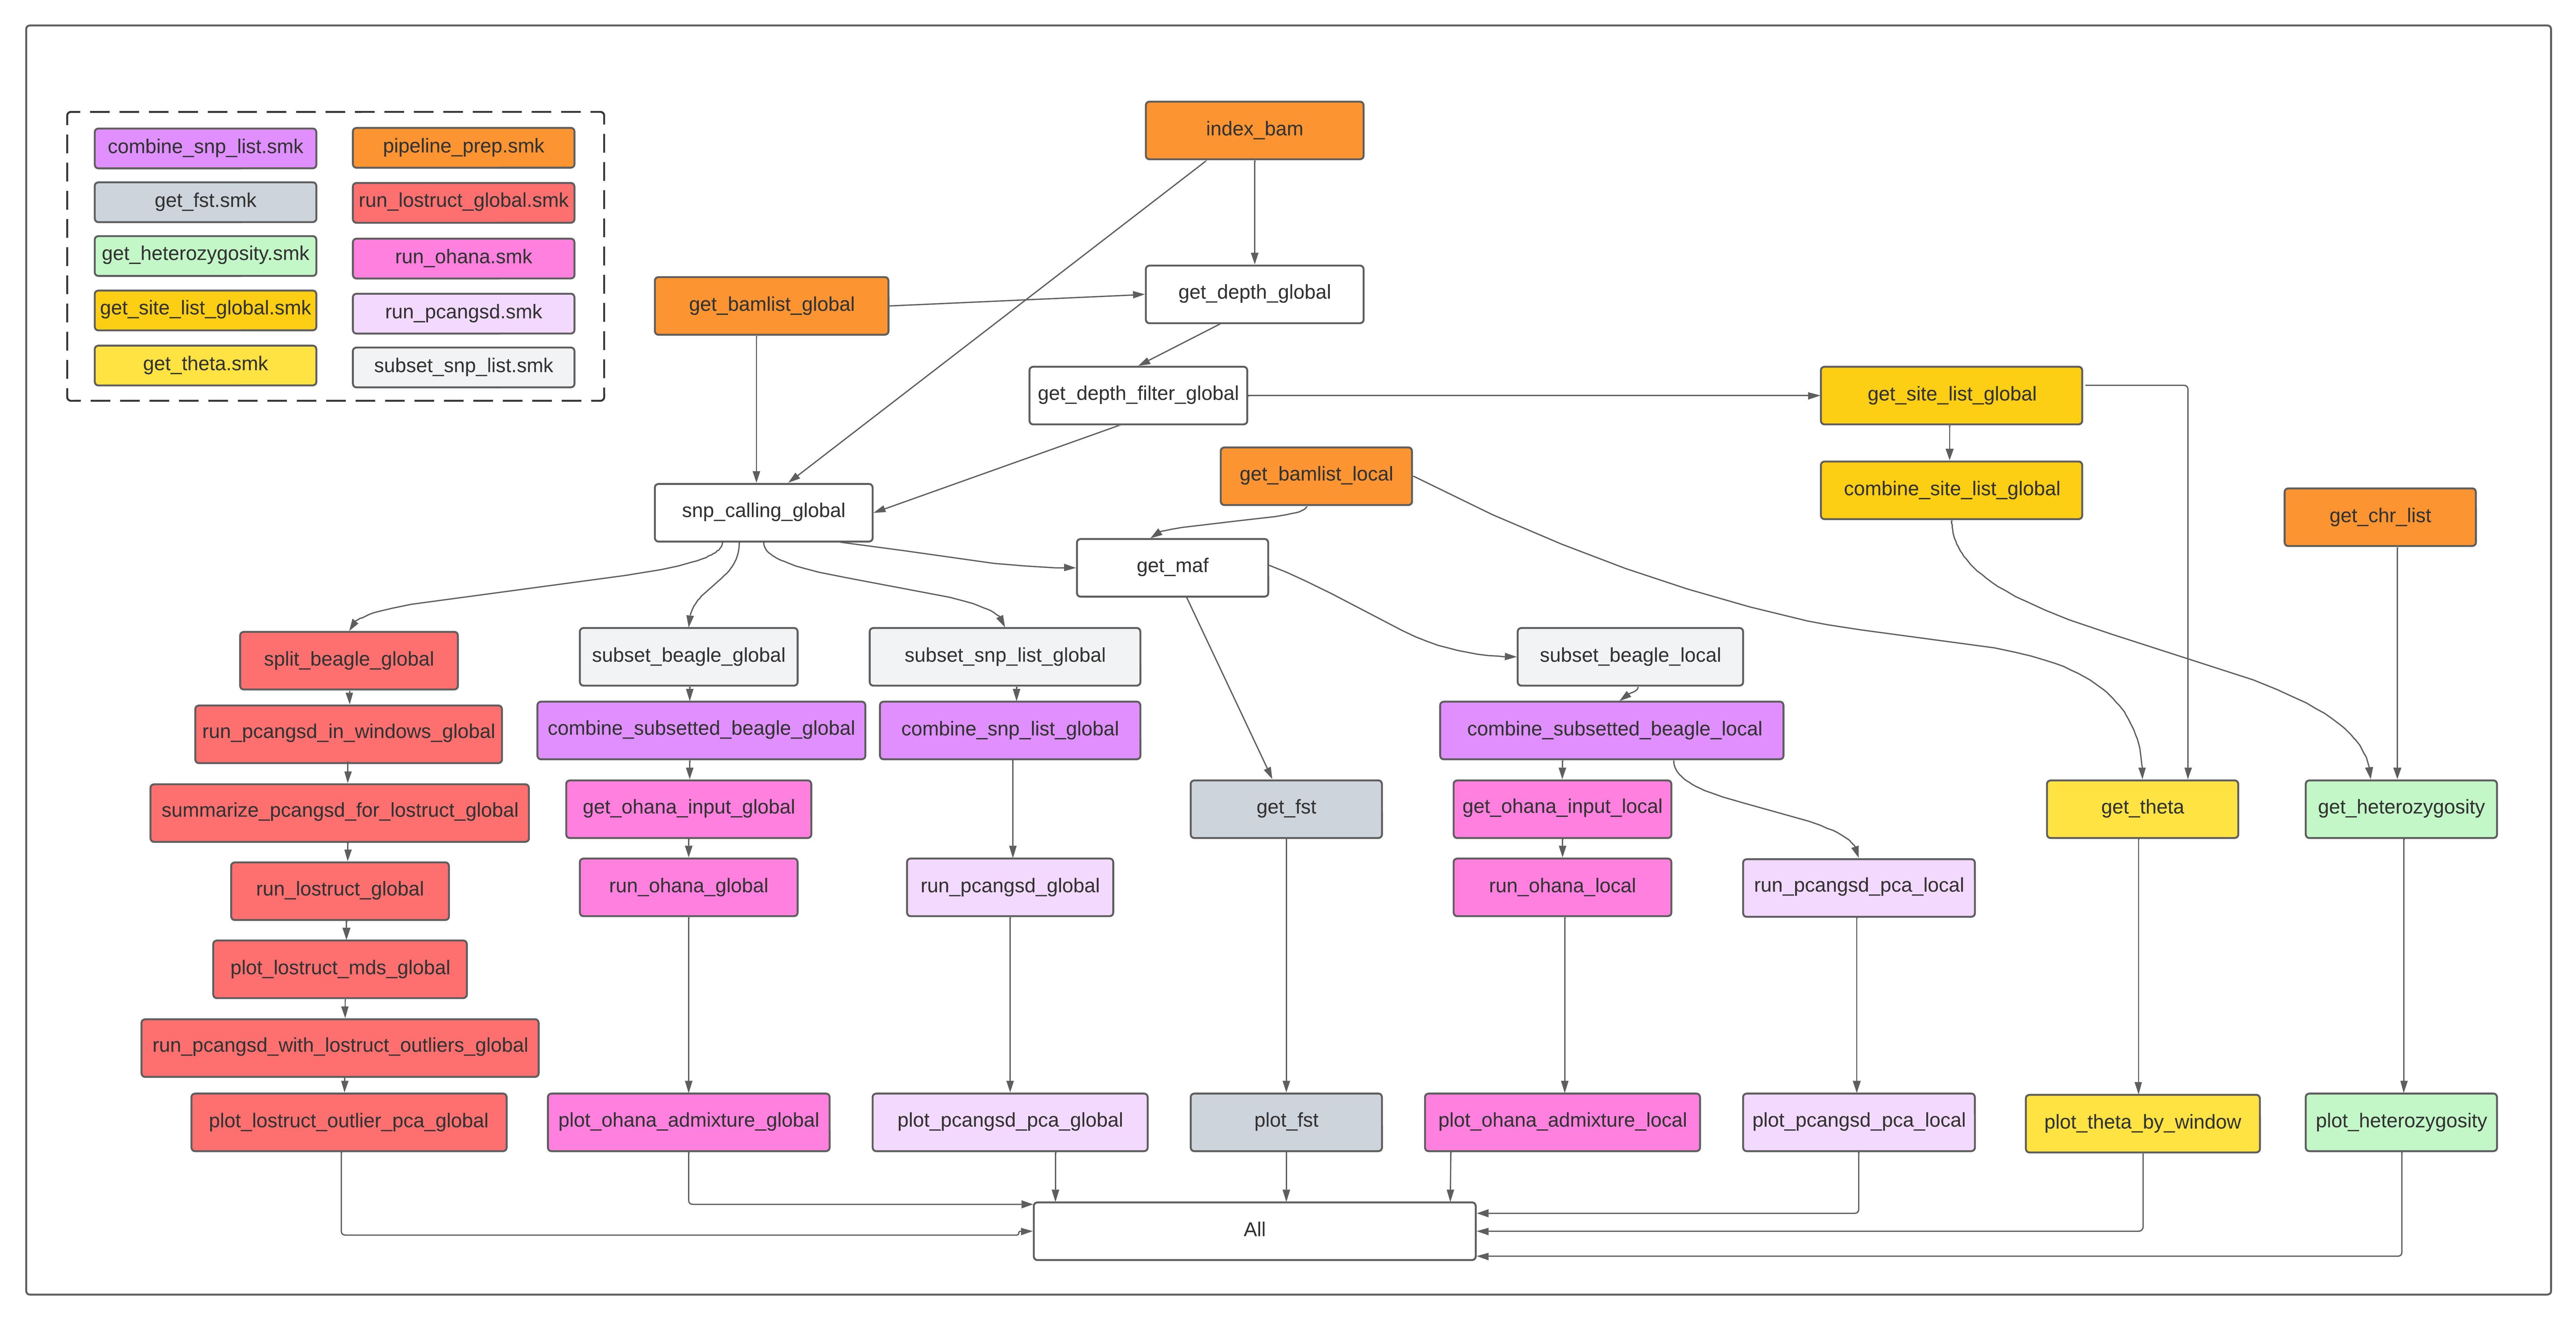 combine_snp_list.smk
pipeline_prep.smk
get_fst.smk
run_lostruct_global.smk
get_heterozygosity.smk
run_ohana.smk
get_site_list_global.smk
run_pcangsd.smk
get_theta.smk
subset_snp_list.smk
index_bam
get_bamlist_global
get_depth_global
get_depth_filter_global
get_site_list_global
get_bamlist_local
combine_site_list_global
snp_calling_global
get_chr_list
get_maf
split_beagle_global
subset_beagle_global
subset_snp_list_global
subset_beagle_local
run_pcangsd_in_windows_global
combine_subsetted_beagle_global
combine_snp_list_global
combine_subsetted_beagle_local
summarize_pcangsd_for_lostruct_global
get_ohana_input_global
get_fst
get_ohana_input_local
get_theta
get_heterozygosity
run_lostruct_global
run_ohana_global
run_pcangsd_global
run_ohana_local
run_pcangsd_pca_local
plot_lostruct_mds_global
run_pcangsd_with_lostruct_outliers_global
plot_lostruct_outlier_pca_global
plot_ohana_admixture_global
plot_pcangsd_pca_global
plot_fst
plot_ohana_admixture_local
plot_pcangsd_pca_local
plot_theta_by_window
plot_heterozygosity
All